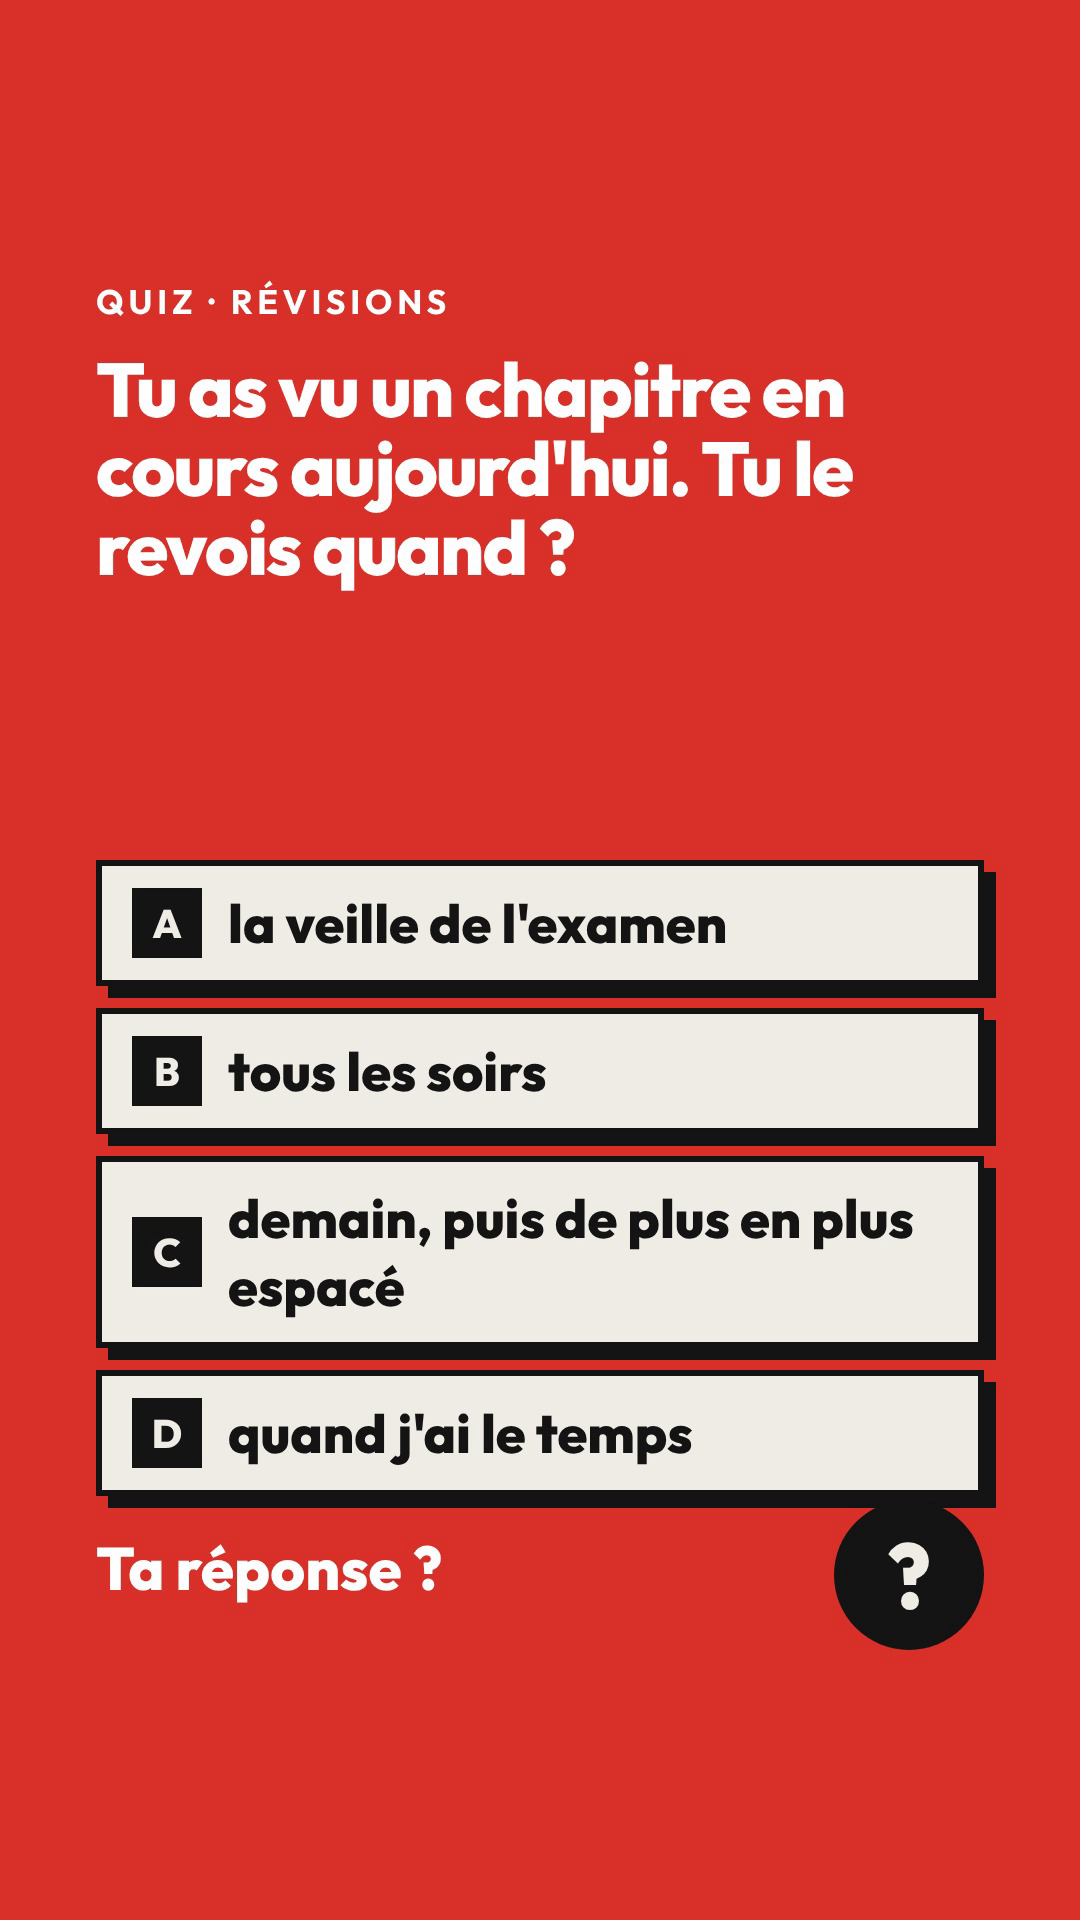 QUIZ · RÉVISIONS
Tu as vu un chapitre en
cours aujourd'hui. Tu le
revois quand ?
A la veille de l'examen
B tous les soirs
C demain, puis de plus en plus
espacé
D quand j'ai le temps
Ta réponse ?
?